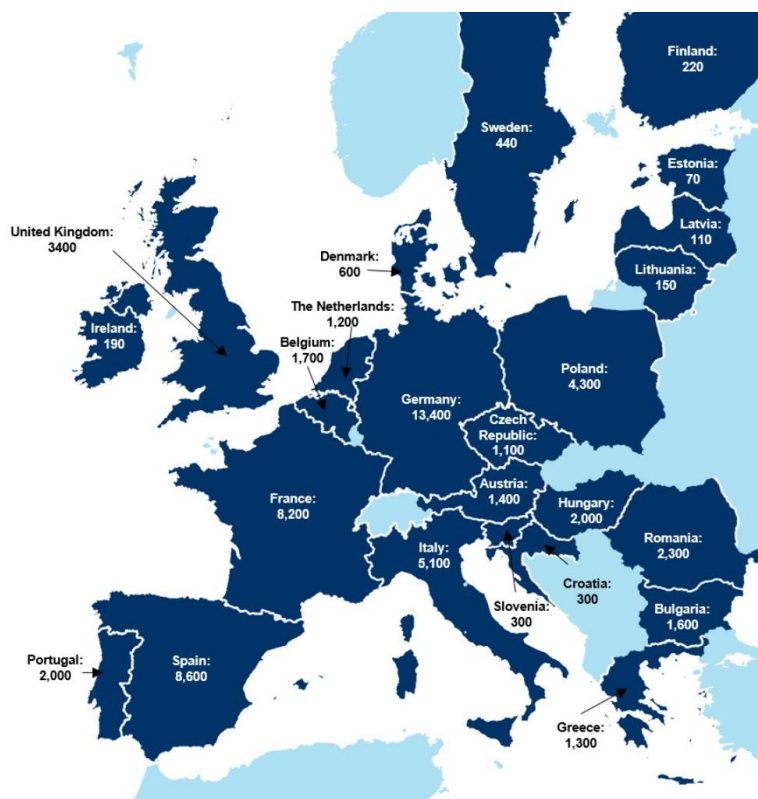 Finland:
220
Sweden:
440
Estonia:
70
Latvia:
110
Lithuania:
150
United Kingdom:
3400
Denmark:
600
The Netherlands:
1,200
Ireland:
190
Belgium:
1,700
Poland:
4,300
Germany:
13,400
Czech
Republic:
1,100
Austria:
1,400
France:
8,200
Hungary:
2,000
Romania:
2,300
Italy:
5,100
Croatia:
300
Slovenia:
300
Bulgaria:
1,600
Portugal:
2,000
Spain:
8,600
Greece:
1,300